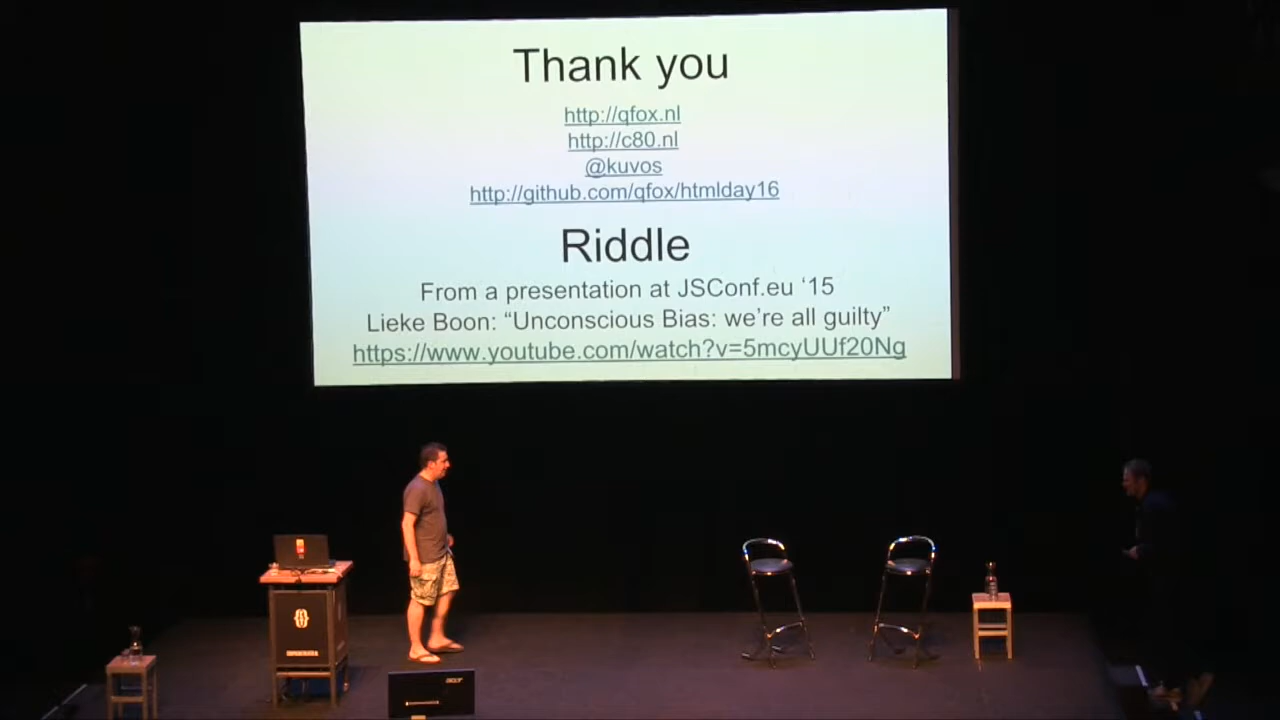 Thank you
http://qfox.nl
http://c80.nl
@kuvos
http://github.com/qfox/htmlday16
Riddle
From a presentation at JSConf.eu ‘15
Lieke Boon: “Unconscious Bias: we’re all guilty”
https://www.youtube.com/watch?v=5mcyUUf20Ng
{}
acer